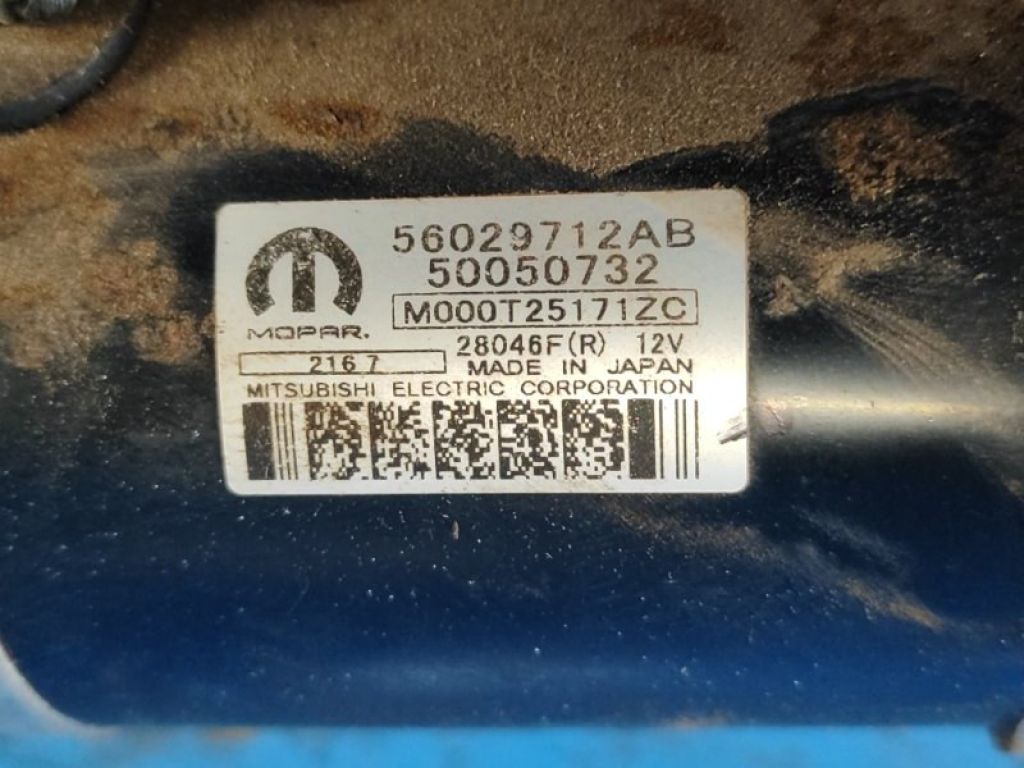 56029712AB
50050732
M000T25171ZC
MOPAR.
28046F(R) 12V
2167
MADE IN JAPAN
MITSUBISHI ELECTRIC CORPORATION